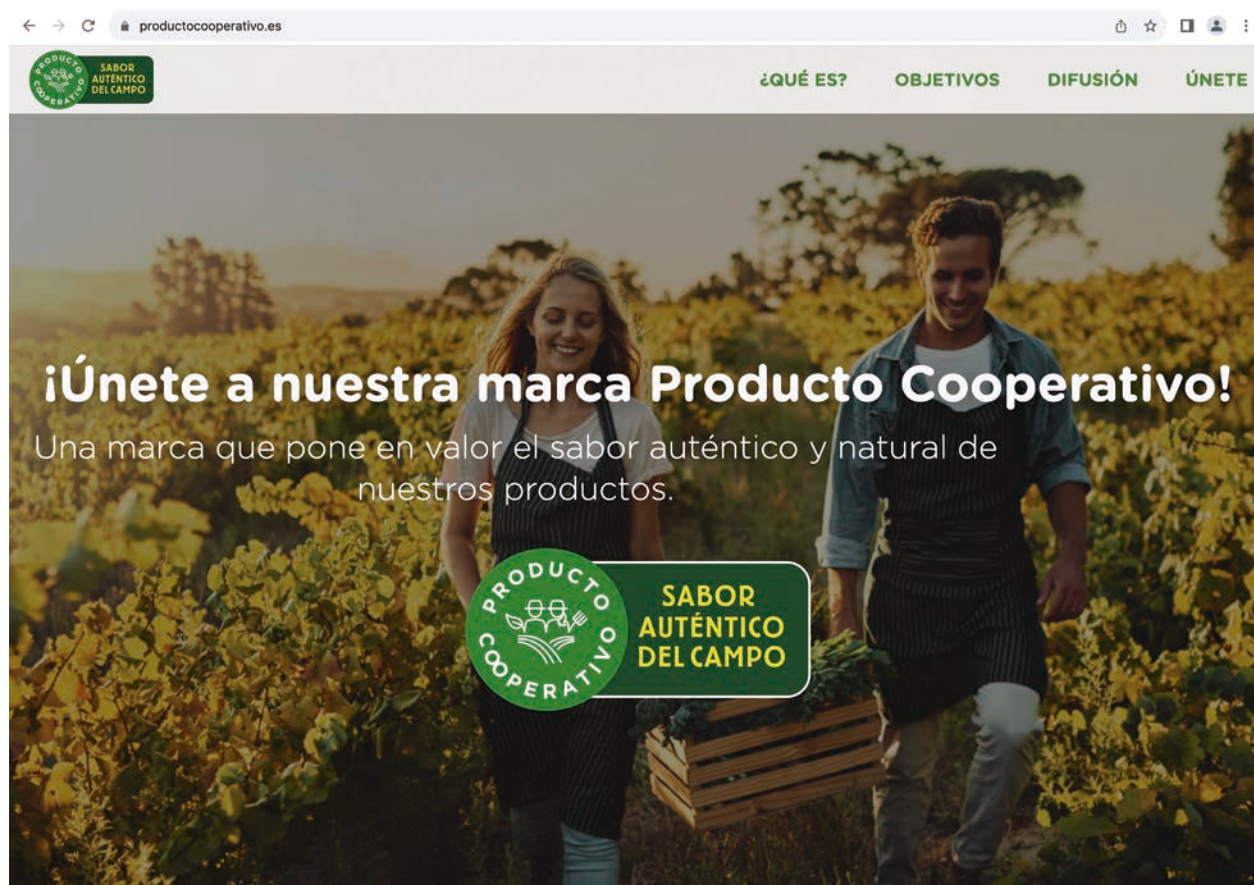 productocooperativo.es
PRODUCTO COOPERATIVO
SABOR
AUTÉNTICO
DEL CAMPO
¿QUÉ ES? OBJETIVOS DIFUSIÓN ÚNETE
¡Únete a nuestra marca Producto Cooperativo!
Una marca que pone en valor el sabor auténtico y natural de
nuestros productos.
PRODUCTO COOPERATIVO
SABOR
AUTÉNTICO
DEL CAMPO